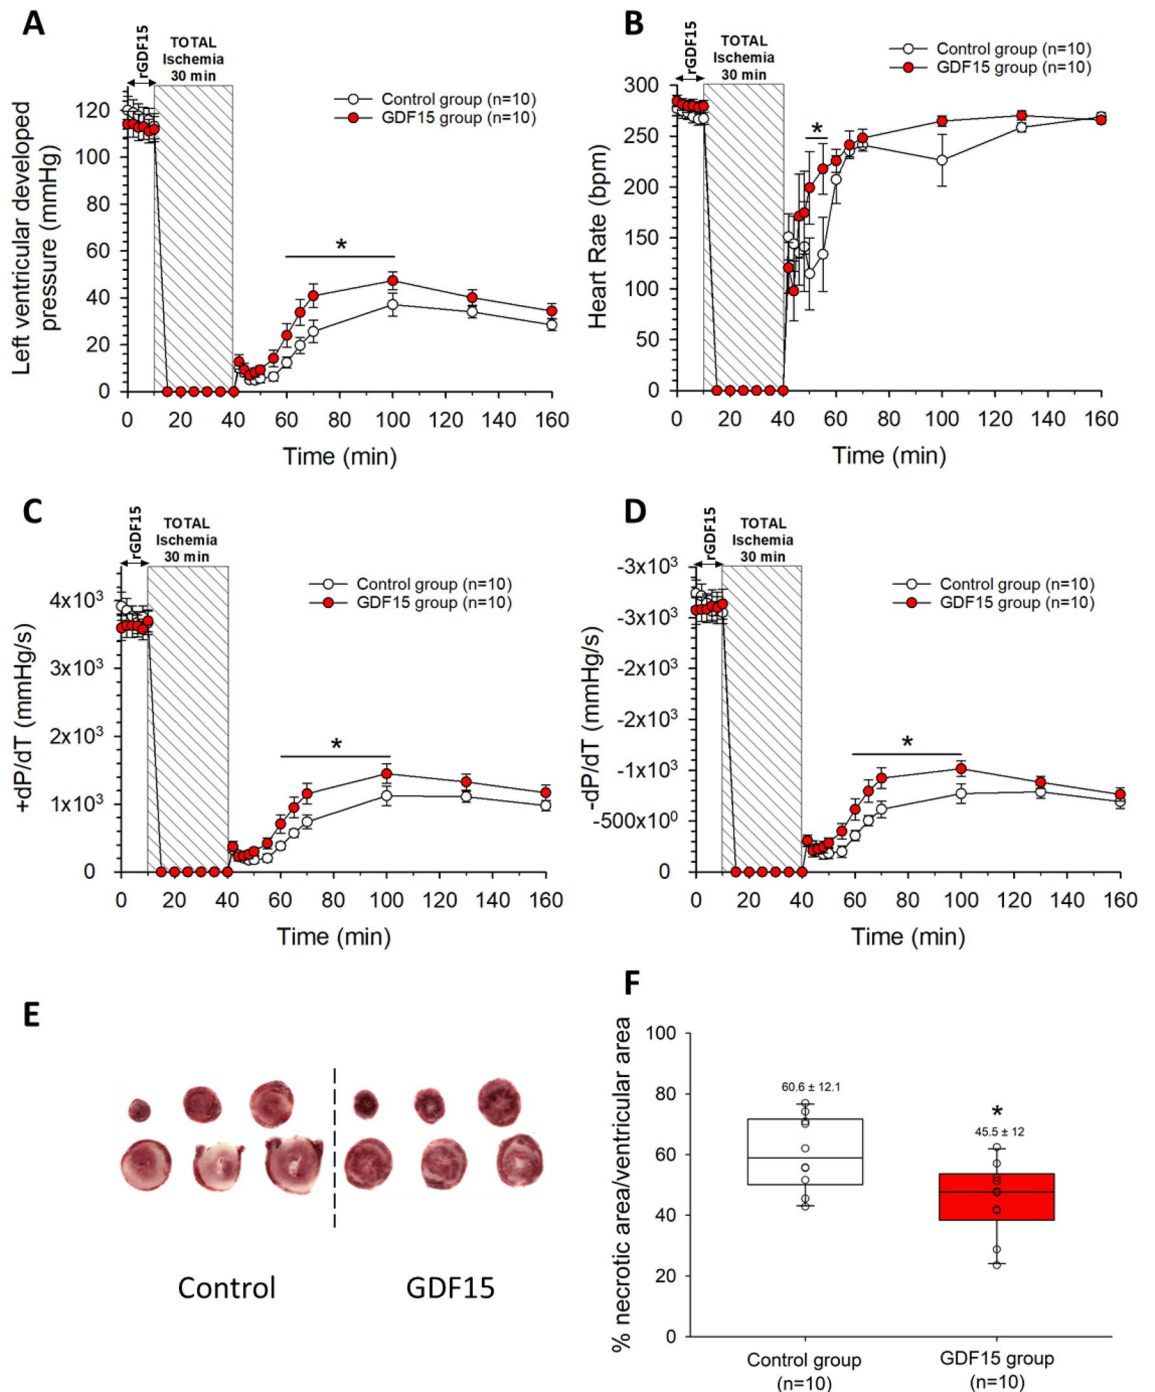 A
rGDF15
TOTAL
Ischemia
30 min
Control group (n=10)
GDF15 group (n=10)
Left ventricular developed
pressure (mmHg)
120
100
80
60
40
20
0
*
0 20 40 60 80 100 120 140 160
Time (min)
B
rGDF15
TOTAL
Ischemia
30 min
Control group (n=10)
GDF15 group (n=10)
Heart Rate (bpm)
300
250
200
150
100
50
0
*
0 20 40 60 80 100 120 140 160
Time (min)
C
rGDF15
TOTAL
Ischemia
30 min
Control group (n=10)
GDF15 group (n=10)
+dP/dT (mmHg/s)
4x10³
3x10³
2x10³
1x10³
0
*
0 20 40 60 80 100 120 140 160
Time (min)
D
rGDF15
TOTAL
Ischemia
30 min
Control group (n=10)
GDF15 group (n=10)
-dP/dT (mmHg/s)
-3x10³
-3x10³
-2x10³
-2x10³
-1x10³
-500x10⁰
0
*
0 20 40 60 80 100 120 140 160
Time (min)
E
Control
GDF15
F
% necrotic area/ventricular area
100
80
60
40
20
0
60.6 ± 12.1
*
45.5 ± 12
Control group
(n=10)
GDF15 group
(n=10)